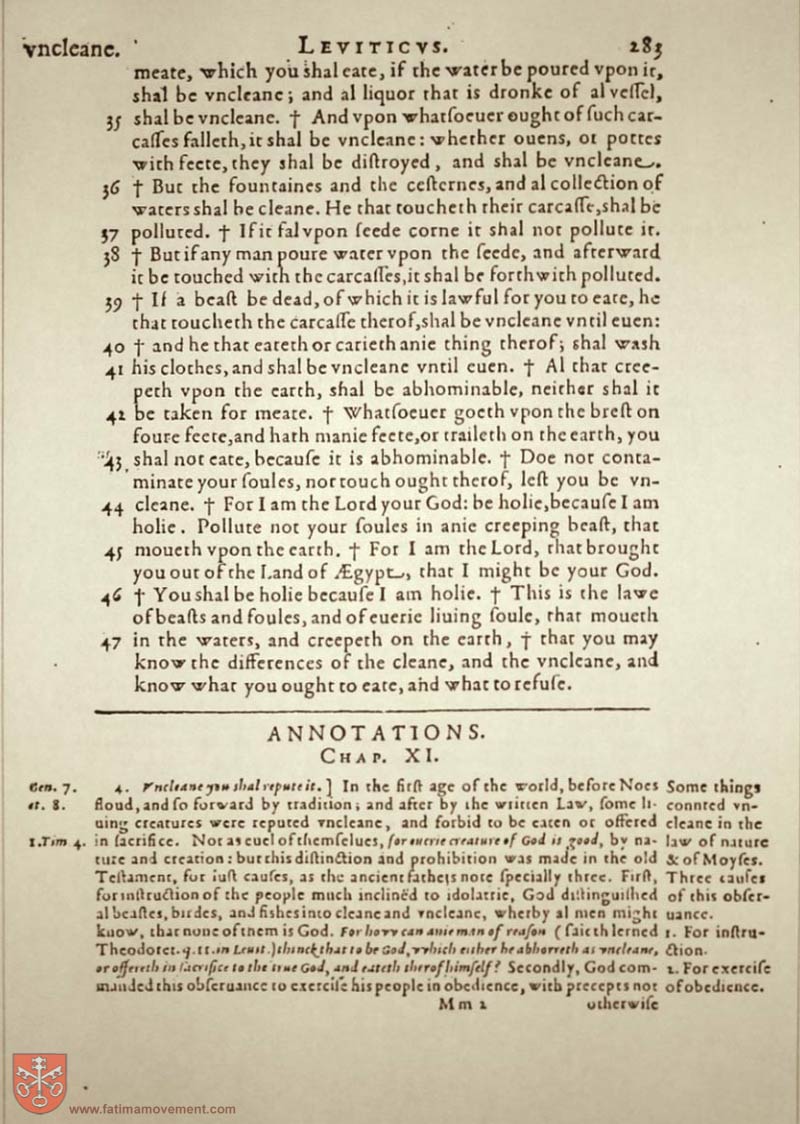 vncleane. LEVITICVS. 283
meate, which you shal eate, if the water be poured vpon it,
shal be vncleane; and al liquor that is dronke of al veſſel,
35 shal be vncleane. † And vpon whatſoeuer ought of ſuch car-
caſſes falleth, it shal be vncleane: whether ouens, or pottes
with feete, they shal be diſtroyed, and shal be vncleane.
36 † But the fountaines and the ceſternes, and al collection of
waters shal be cleane. He that toucheth their carcaſſe, shal be
37 polluted. † If it fal vpon ſeede corne it shal not pollute it.
38 † But if any man poure water vpon the ſeede, and afterward
it be touched with the carcaſſes, it shal be forthwith polluted.
39 † If a beaſt be dead, of which it is lawful for you to eate, he
that toucheth the carcaſſe therof, shal be vncleane vntil euen:
40 † and he that eateth or carieth anie thing therof; shal wash
41 his clothes, and shal be vncleane vntil euen. † Al that cree-
peth vpon the earth, shal be abhominable, neither shal it
42 be taken for meate. † Whatſoeuer goeth vpon the breſt on
foure feete, and hath manie feete, or traileth on the earth, you
43 shal not eate, becauſe it is abhominable. † Doe not conta-
minate your ſoules, nor touch ought therof, leſt you be vn-
44 cleane. † For I am the Lord your God: be holie, becauſe I am
holie. Pollute not your ſoules in anie creeping beaſt, that
45 moueth vpon the earth. † For I am the Lord, that brought
you out of the Land of Ægypt, that I might be your God.
46 † You shal be holie becauſe I am holie. † This is the lawe
of beaſts and foules, and of euerie liuing ſoule, that moueth
47 in the waters, and creepeth on the earth, † that you may
know the differences of the cleane, and the vncleane, and
know what you ought to eate, and what to refuſe.
ANNOTATIONS.
CHAP. XI.
Gen. 7. 4. Vncleane you shal repute it.] In the firſt age of the world, before Noes Some things
et. 8. floud, and ſo forward by tradition; and after by the written Law, ſome li- connted vn-
uing creatures were reputed vncleane, and forbid to be eaten or offered cleane in the
1. Tim 4. in ſacrifice. Not as euel of themſelues, for euerie creature of God is good, by na- law of nature
ture and creation: but this diſtinction and prohibition was made in the old & of Moyſes.
Teſtament, for iuſt cauſes, as the ancient fathers note ſpecially three. Firſt, Three cauſes
for inſtruction of the people much inclined to idolatrie, God diſtinguiſhed of this obſer-
al beaſtes, birdes, and fishes into cleane and vncleane, wherby al men might uance.
know, that none of them is God. For how can anie man of reaſon (ſaith lerned 1. For inſtru-
Theodoret. q. 11. in Leuit.) thinck that to be God, which either he abhorreth as vncleane, ction.
or offereth in ſacrifice to the true God, and eateth therof himſelf? Secondly, God com- 2. For exerciſe
manded this obſeruance to exerciſe his people in obedience, with precepts not of obedience.
Mm 2 otherwiſe
www.fatimamovement.com